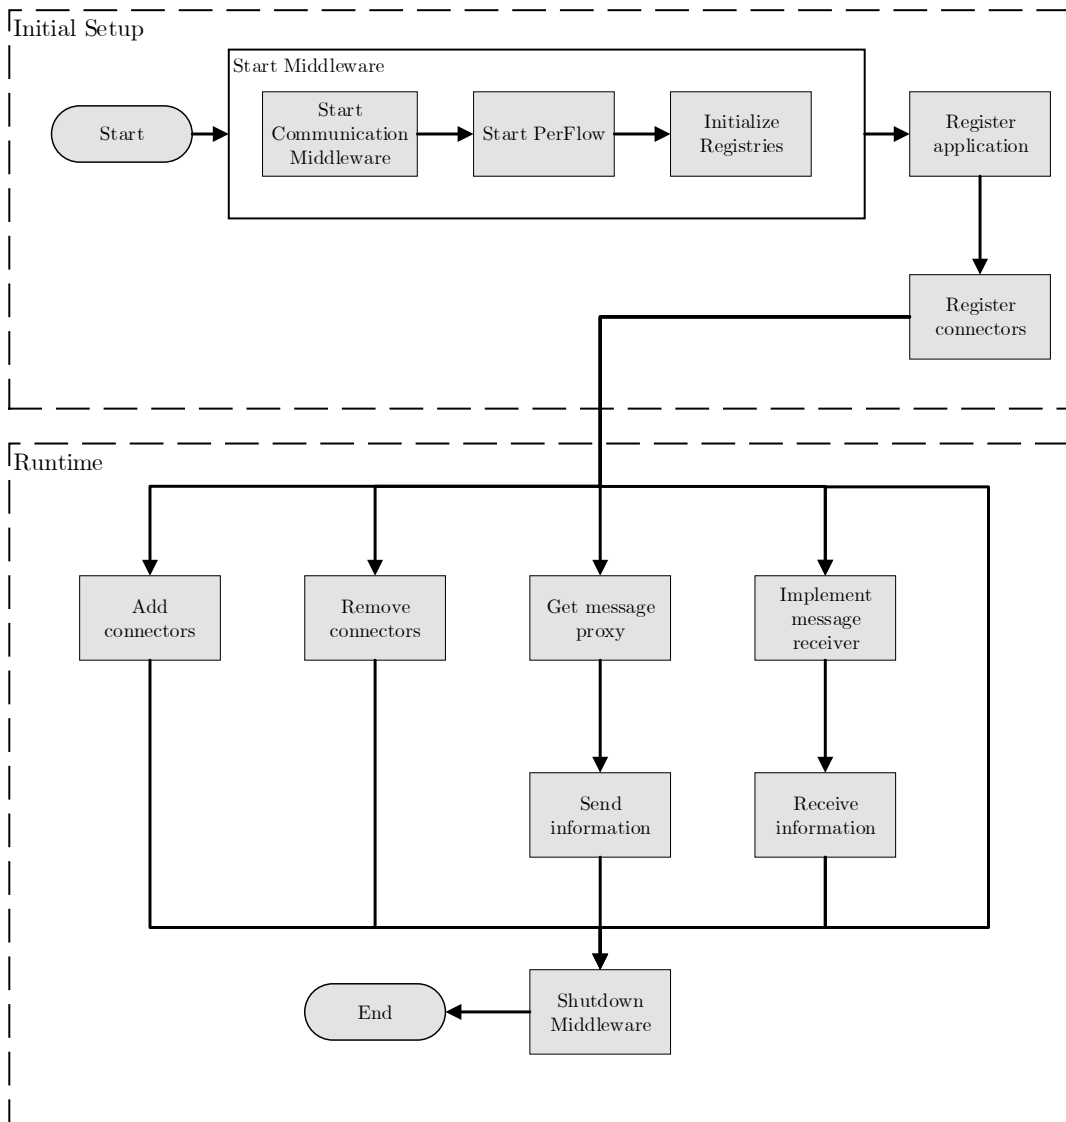 Initial Setup
Start Middleware
Start
Start
Communication
Middleware
Start PerFlow
Initialize
Registries
Register
application
Register
connectors
Runtime
Add
connectors
Remove
connectors
Get message
proxy
Implement
message
receiver
Send
information
Receive
information
End
Shutdown
Middleware